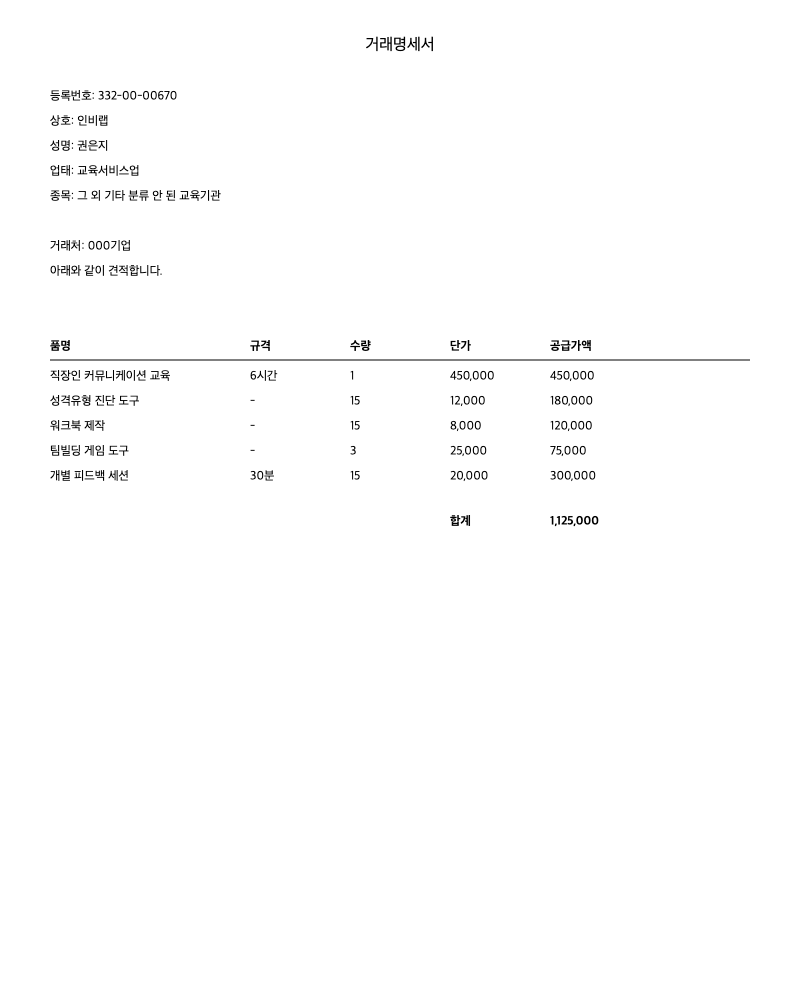 거래명세서
등록번호: 332-00-00670
상호: 인비랩
성명: 권은지
업태: 교육서비스업
종목: 그 외 기타 분류 안 된 교육기관
거래처: 000기업
아래와 같이 견적합니다.
품명 규격 수량 단가 공급가액
직장인 커뮤니케이션 교육 6시간 1 450,000 450,000
성격유형 진단 도구 - 15 12,000 180,000
워크북 제작 - 15 8,000 120,000
팀빌딩 게임 도구 - 3 25,000 75,000
개별 피드백 세션 30분 15 20,000 300,000
합계 1,125,000